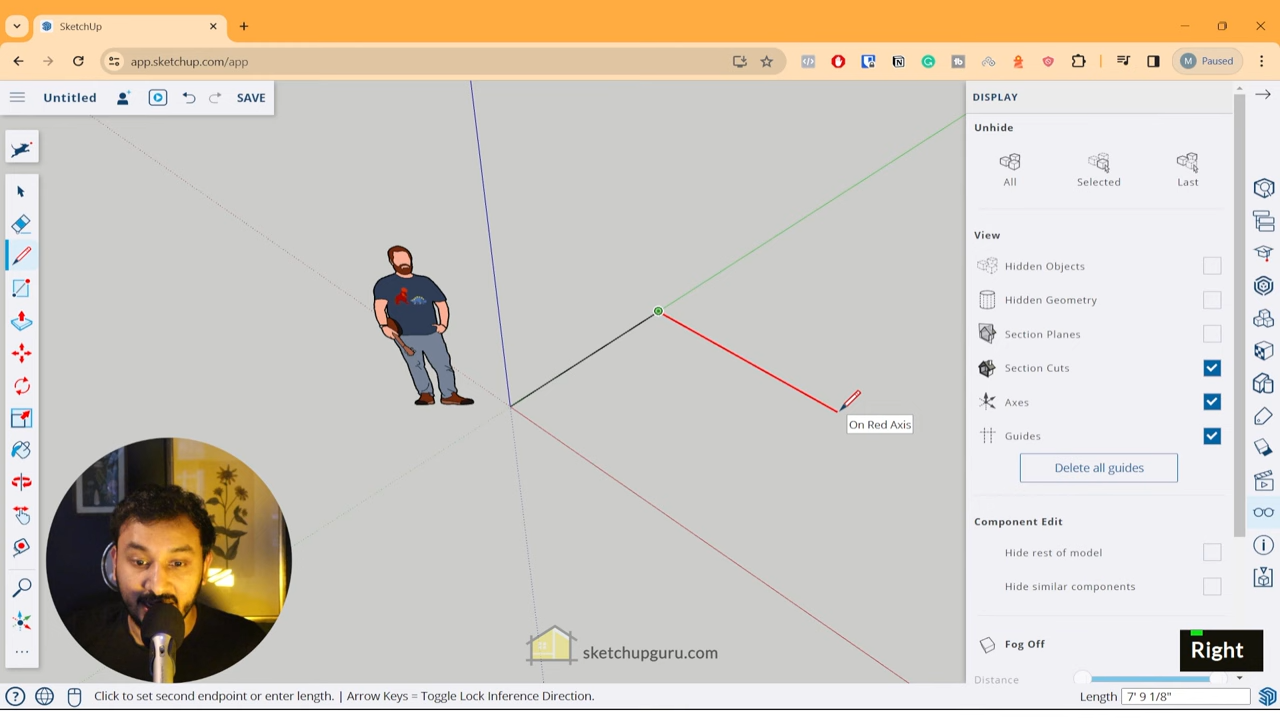 SketchUp
app.sketchup.com/app
M Paused
Untitled
SAVE
DISPLAY
Unhide
All Selected Last
View
Hidden Objects
Hidden Geometry
Section Planes
Section Cuts
Axes
Guides
Delete all guides
Component Edit
Hide rest of model
Hide similar components
Fog Off
Distance
On Red Axis
sketchupguru.com
Right
Click to set second endpoint or enter length. | Arrow Keys = Toggle Lock Inference Direction.
Length 7' 9 1/8"